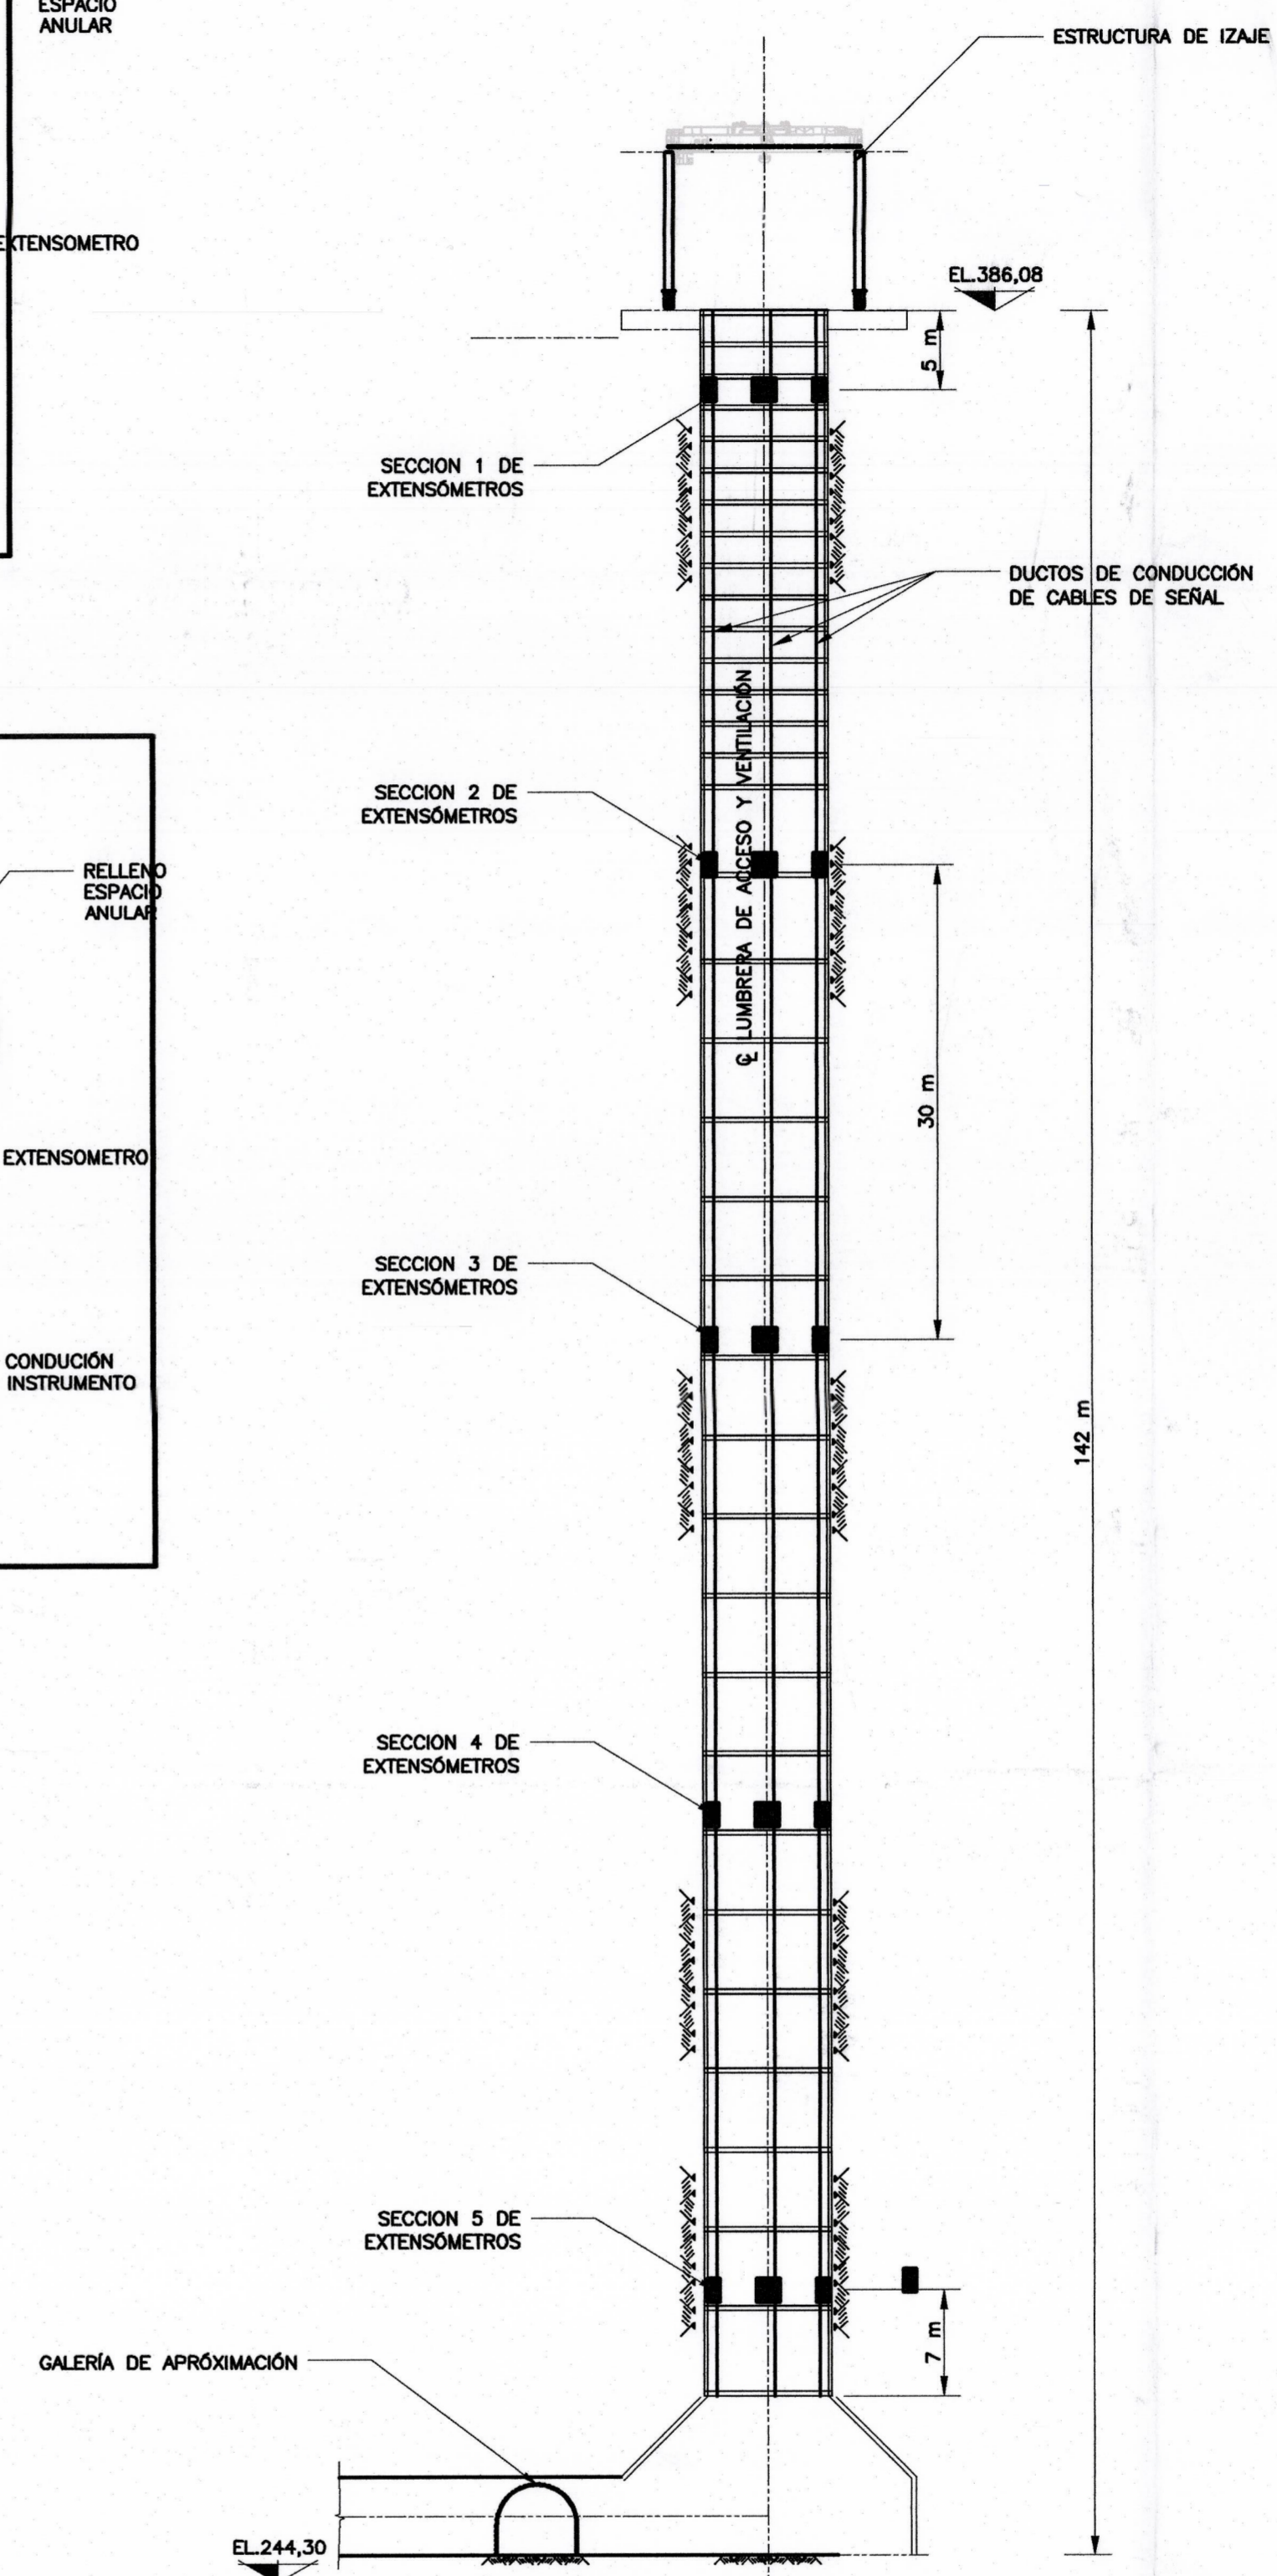 ESPACIO
ANULAR
EXTENSOMETRO
ESTRUCTURA DE IZAJE
EL.386,08
5 m
SECCION 1 DE
EXTENSÓMETROS
DUCTOS DE CONDUCCIÓN
DE CABLES DE SEÑAL
℄ LUMBRERA DE ACCESO Y VENTILACIÓN
SECCION 2 DE
EXTENSÓMETROS
RELLENO
ESPACIO
ANULAR
30 m
EXTENSOMETRO
SECCION 3 DE
EXTENSÓMETROS
CONDUCIÓN
INSTRUMENTO
142 m
SECCION 4 DE
EXTENSÓMETROS
SECCION 5 DE
EXTENSÓMETROS
7 m
GALERÍA DE APRÓXIMACIÓN
EL.244,30